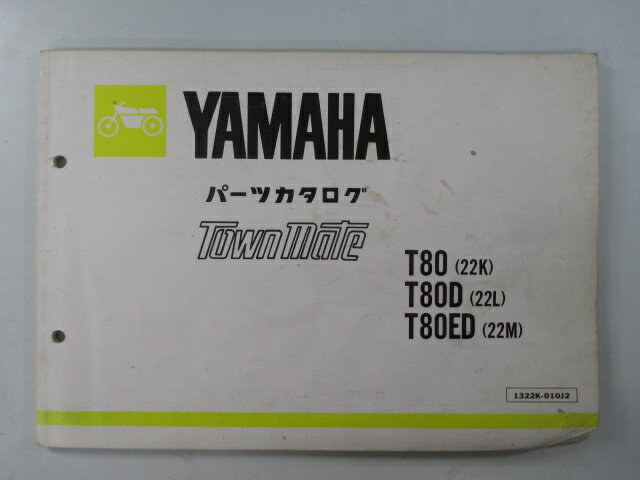 YAMAHA
パーツカタログ
Town Mate
T80 (22K)
T80D (22L)
T80ED (22M)
1322K-010J2